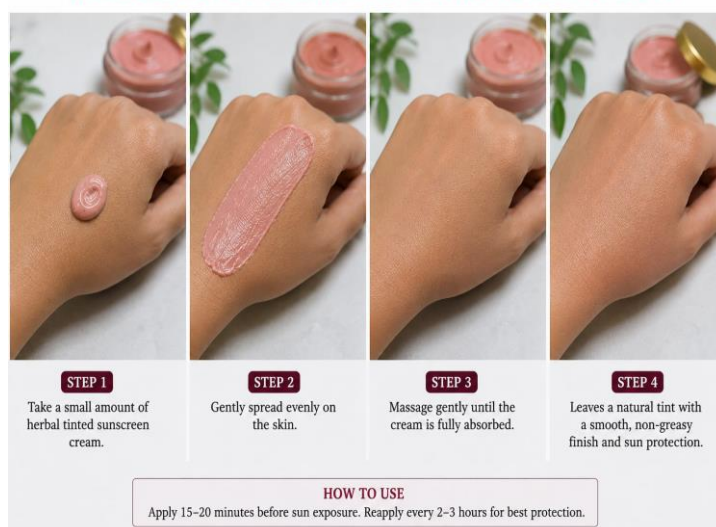 STEP 1
Take a small amount of
herbal tinted sunscreen
cream.
STEP 2
Gently spread evenly on
the skin.
STEP 3
Massage gently until the
cream is fully absorbed.
STEP 4
Leaves a natural tint with
a smooth, non-greasy
finish and sun protection.
HOW TO USE
Apply 15–20 minutes before sun exposure. Reapply every 2–3 hours for best protection.